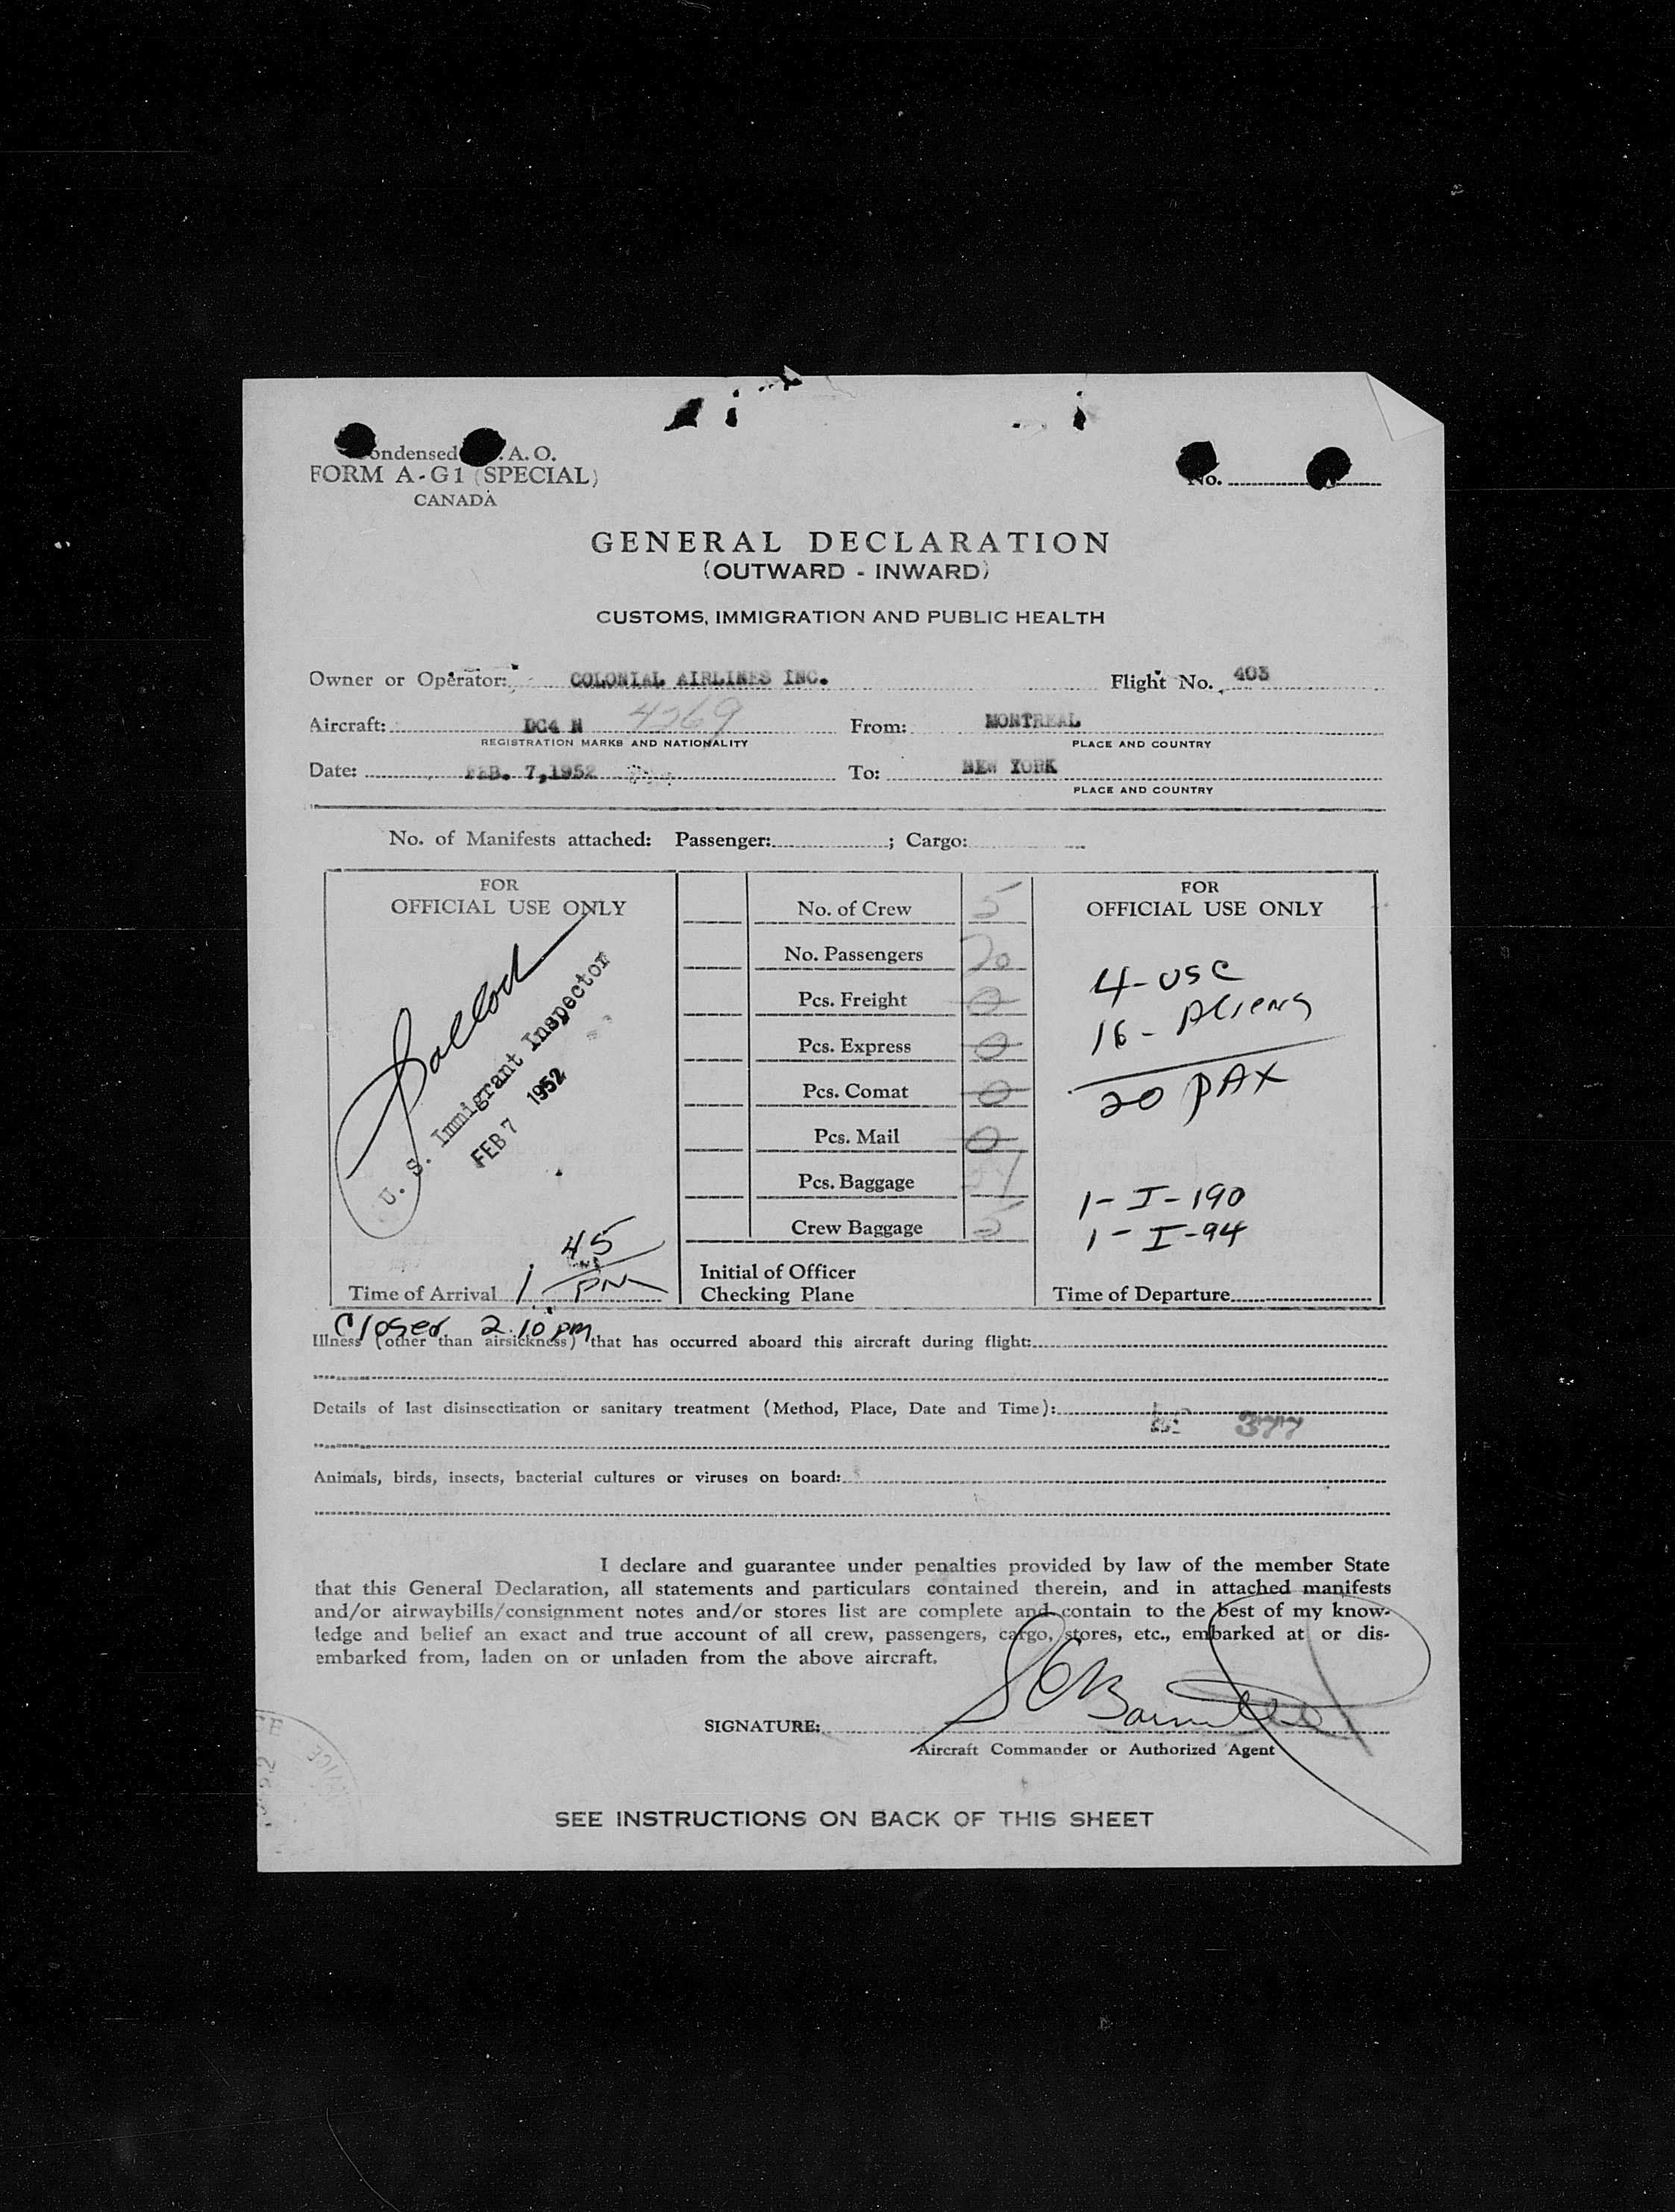 ondensed .A.O.
FORM A-G1 (SPECIAL)
CANADA
No.
GENERAL DECLARATION
(OUTWARD - INWARD)
CUSTOMS, IMMIGRATION AND PUBLIC HEALTH
Owner or Operator: COLONIAL AIRLINES INC. Flight No. 403
Aircraft: DC4 N 4269 From: MONTREAL
REGISTRATION MARKS AND NATIONALITY PLACE AND COUNTRY
Date: FEB. 7,1952 To: NEW YORK
PLACE AND COUNTRY
No. of Manifests attached: Passenger: ; Cargo:
FOR
OFFICIAL USE ONLY
U. S. Immigrant Inspector
FEB 7 1952
Time of Arrival 1 45 PM
No. of Crew 5
No. Passengers 20
Pcs. Freight 0
Pcs. Express 0
Pcs. Comat 0
Pcs. Mail 0
Pcs. Baggage
Crew Baggage 5
Initial of Officer
Checking Plane
FOR
OFFICIAL USE ONLY
4-USC
16-Aliens
20 PAX
1-I-190
1-I-94
Time of Departure
Closed 2.10 pm
Illness (other than airsickness) that has occurred aboard this aircraft during flight:
Details of last disinsectization or sanitary treatment (Method, Place, Date and Time):
377
Animals, birds, insects, bacterial cultures or viruses on board:
I declare and guarantee under penalties provided by law of the member State
that this General Declaration, all statements and particulars contained therein, and in attached manifests
and/or airwaybills/consignment notes and/or stores list are complete and contain to the best of my know-
ledge and belief an exact and true account of all crew, passengers, cargo, stores, etc., embarked at or dis-
embarked from, laden on or unladen from the above aircraft.
SIGNATURE:
Aircraft Commander or Authorized Agent
SEE INSTRUCTIONS ON BACK OF THIS SHEET